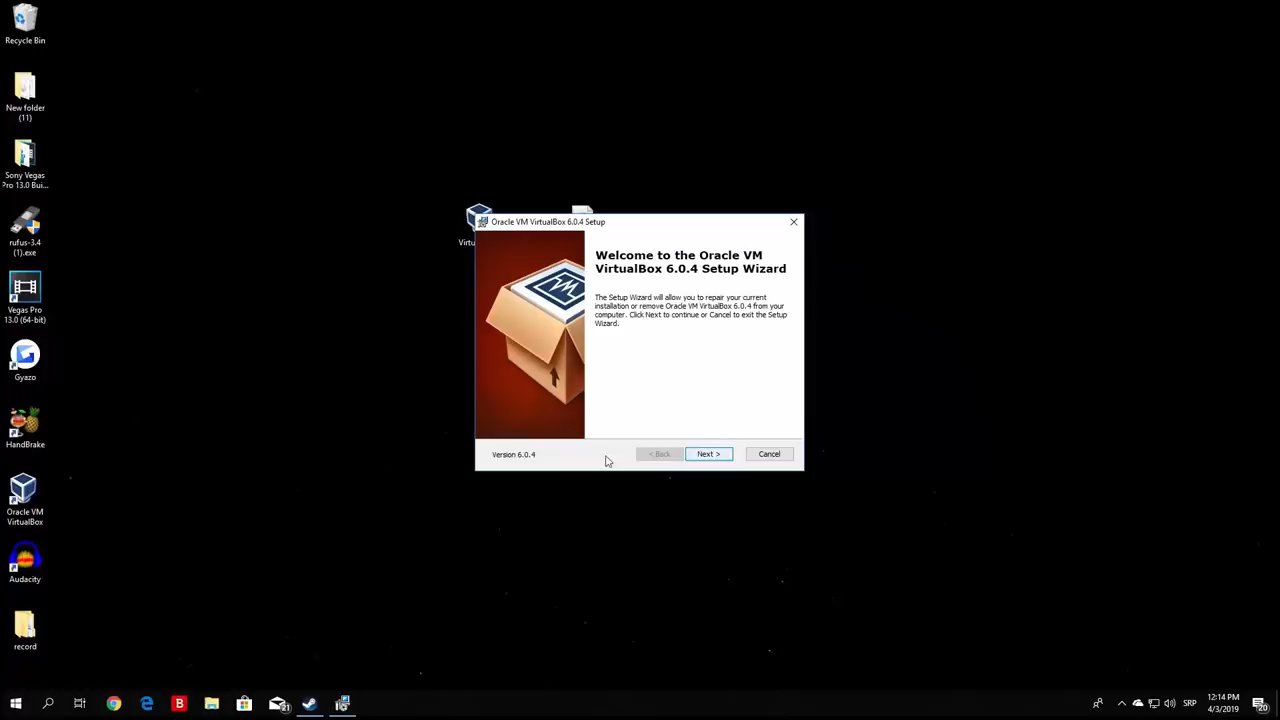 Recycle Bin
New folder
(11)
Sony Vegas
Pro 13.0 Bui...
rufus-3.4
(1).exe
Vegas Pro
13.0 (64-bit)
Gyazo
HandBrake
Oracle VM
VirtualBox
Audacity
record
Virtu
Oracle VM VirtualBox 6.0.4 Setup
Welcome to the Oracle VM
VirtualBox 6.0.4 Setup Wizard
The Setup Wizard will allow you to repair your current
installation or remove Oracle VM VirtualBox 6.0.4 from your
computer. Click Next to continue or Cancel to exit the Setup
Wizard.
Version 6.0.4
< Back
Next >
Cancel
B
21
SRP
12:14 PM
4/3/2019
20